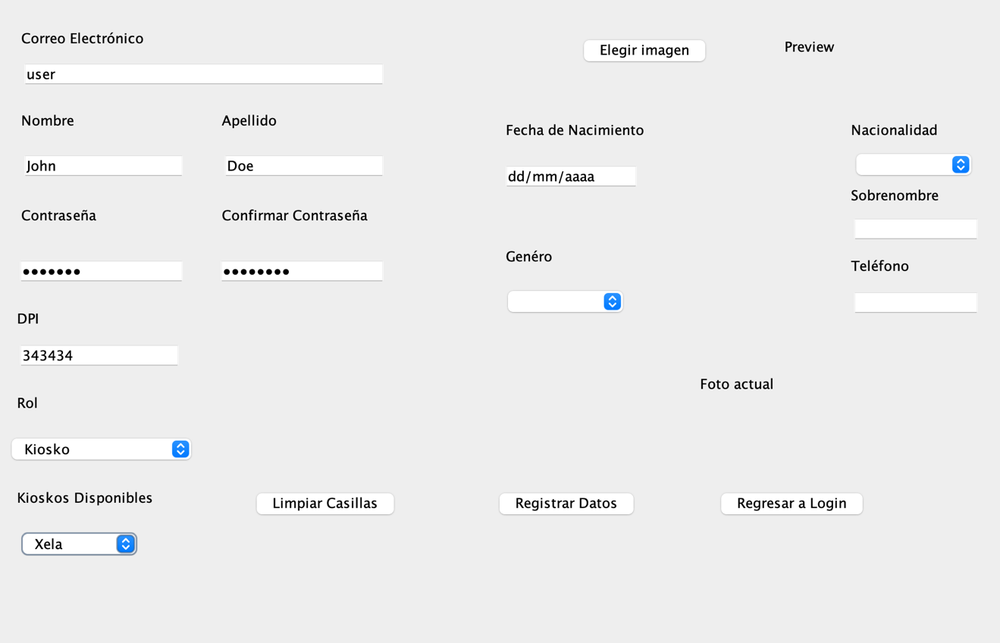 Correo Electrónico
user
Nombre
Apellido
John
Doe
Contraseña
Confirmar Contraseña
•••••••
••••••••
DPI
343434
Rol
Kiosko
Kioskos Disponibles
Xela
Limpiar Casillas
Elegir imagen
Preview
Fecha de Nacimiento
dd/mm/aaaa
Genéro
Nacionalidad
Sobrenombre
Teléfono
Foto actual
Registrar Datos
Regresar a Login